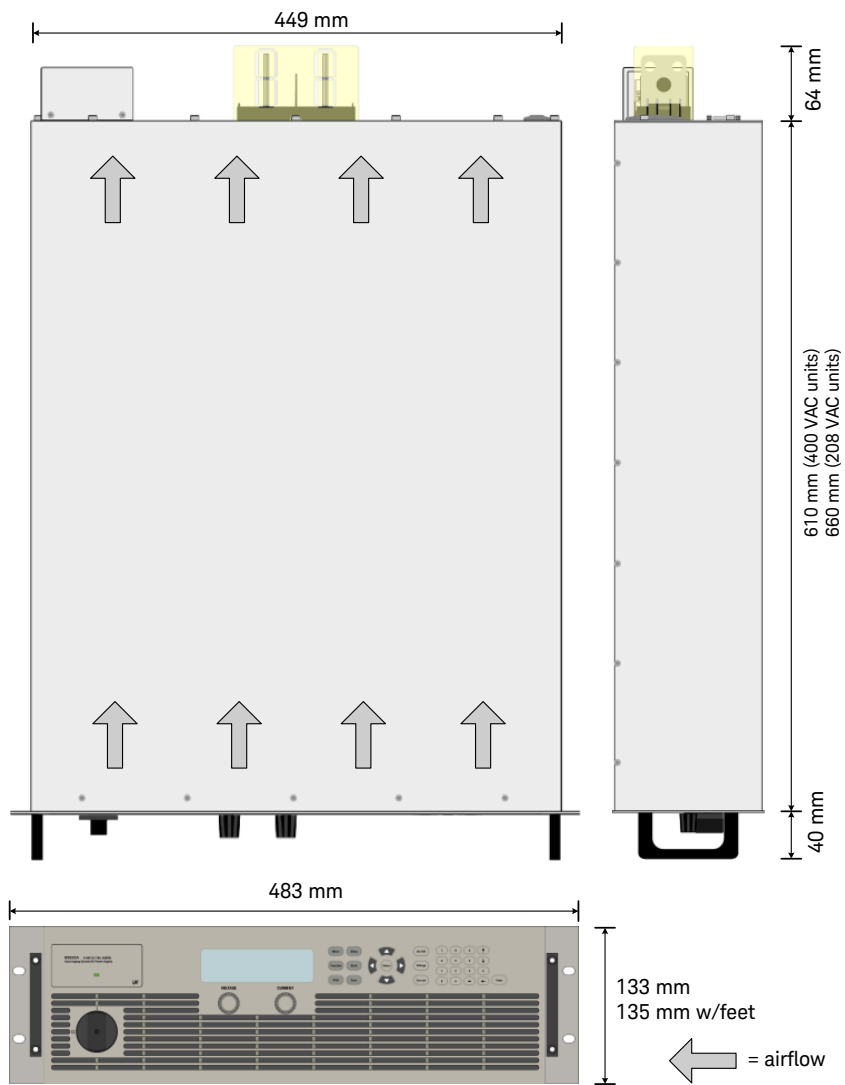 449 mm
64 mm
610 mm (400 VAC units)
660 mm (208 VAC units)
40 mm
483 mm
VOLTAGE
CURRENT
133 mm
135 mm w/feet
= airflow